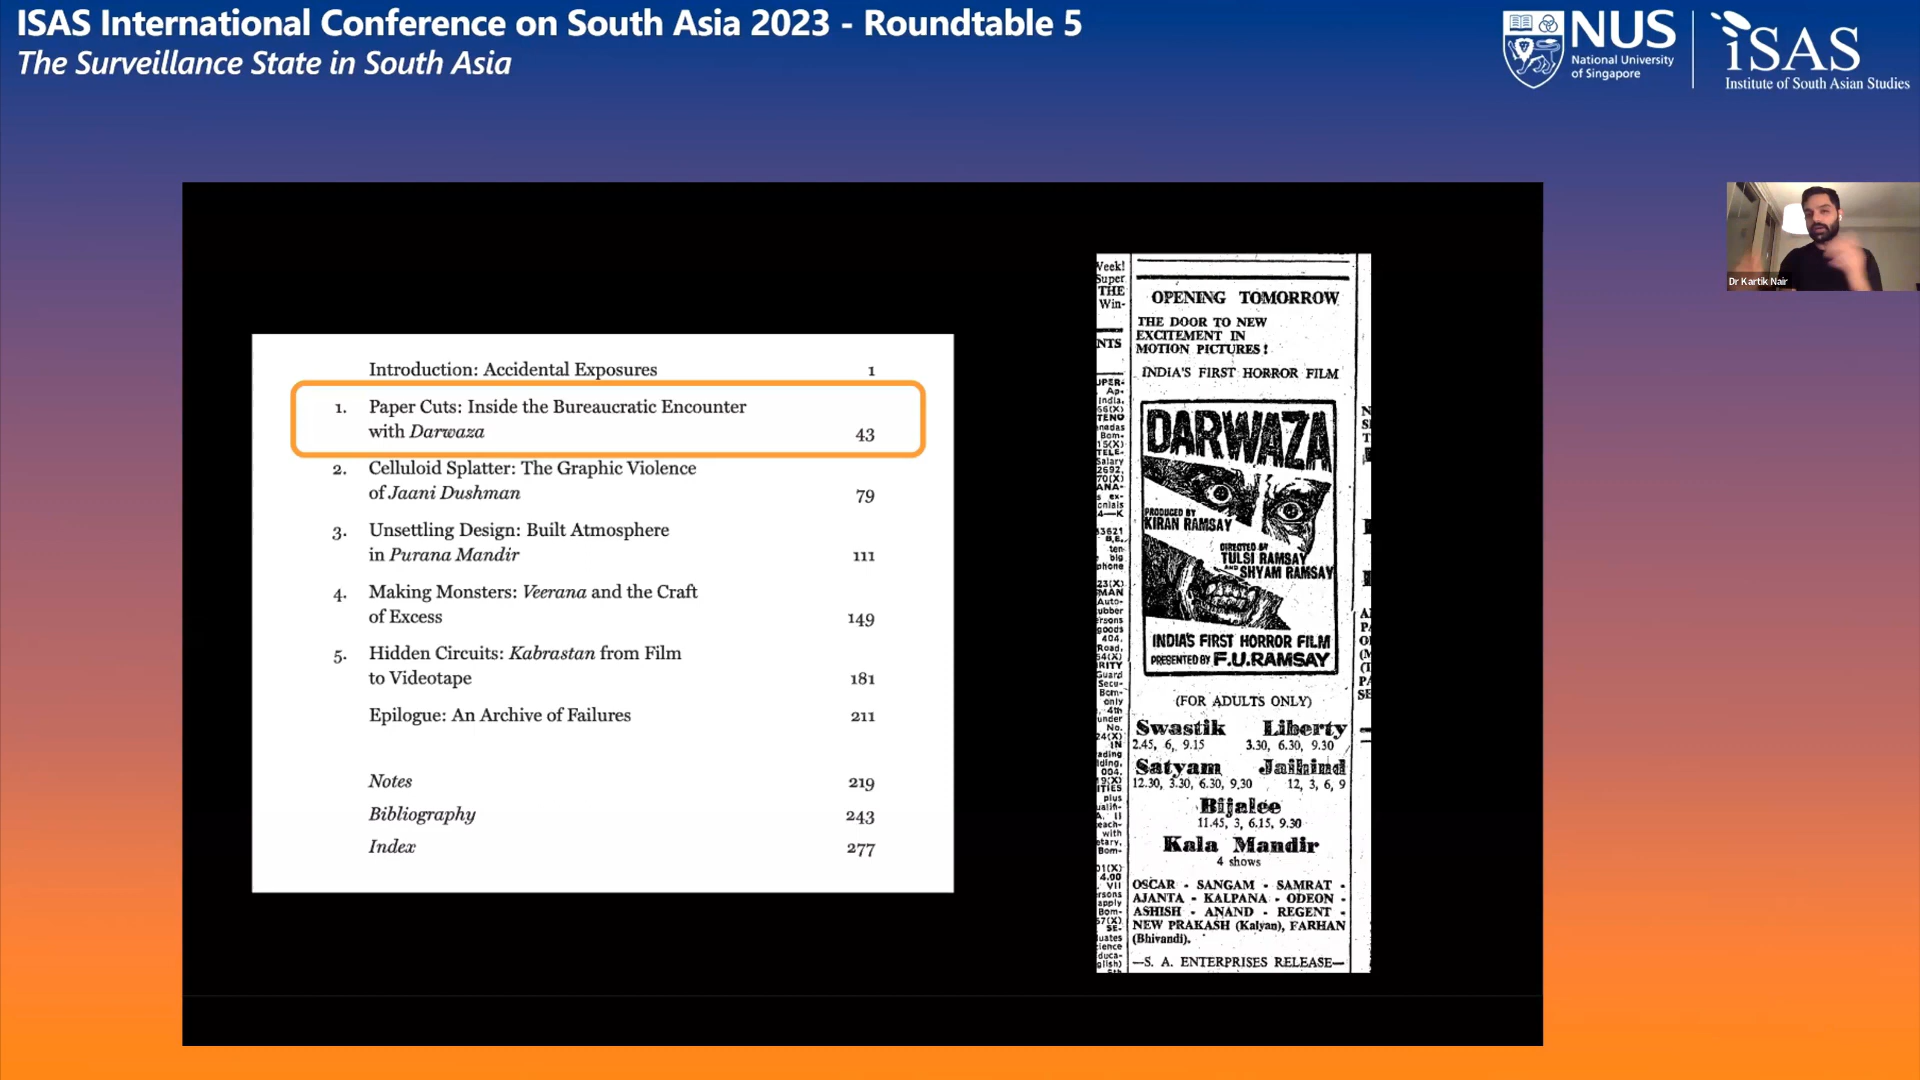 ISAS International Conference on South Asia 2023 - Roundtable 5
The Surveillance State in South Asia
NUS
National University
of Singapore
iSAS
Institute of South Asian Studies
Dr Kartik Nair
Introduction: Accidental Exposures 1
1. Paper Cuts: Inside the Bureaucratic Encounter
with Darwaza 43
2. Celluloid Splatter: The Graphic Violence
of Jaani Dushman 79
3. Unsettling Design: Built Atmosphere
in Purana Mandir 111
4. Making Monsters: Veerana and the Craft
of Excess 149
5. Hidden Circuits: Kabrastan from Film
to Videotape 181
Epilogue: An Archive of Failures 211
Notes 219
Bibliography 243
Index 277
OPENING TOMORROW
THE DOOR TO NEW
EXCITEMENT IN
MOTION PICTURES!
INDIA'S FIRST HORROR FILM
DARWAZA
PRODUCED BY
KIRAN RAMSAY
DIRECTED BY
TULSI RAMSAY
AND SHYAM RAMSAY
INDIA'S FIRST HORROR FILM
PRESENTED BY F.U.RAMSAY
(FOR ADULTS ONLY)
Swastik Liberty
2.45, 6, 9.15 3.30, 6.30, 9.30
Satyam Jaihind
12.30, 3.30, 6.30, 9.30 12, 3, 6, 9
Bijalee
11.45, 3, 6.15, 9.30
Kala Mandir
4 shows
OSCAR - SANGAM - SAMRAT -
AJANTA - KALPANA - ODEON -
ASHISH - ANAND - REGENT -
NEW PRAKASH (Kalyan), FARHAN
(Bhivandi).
—S. A. ENTERPRISES RELEASE—